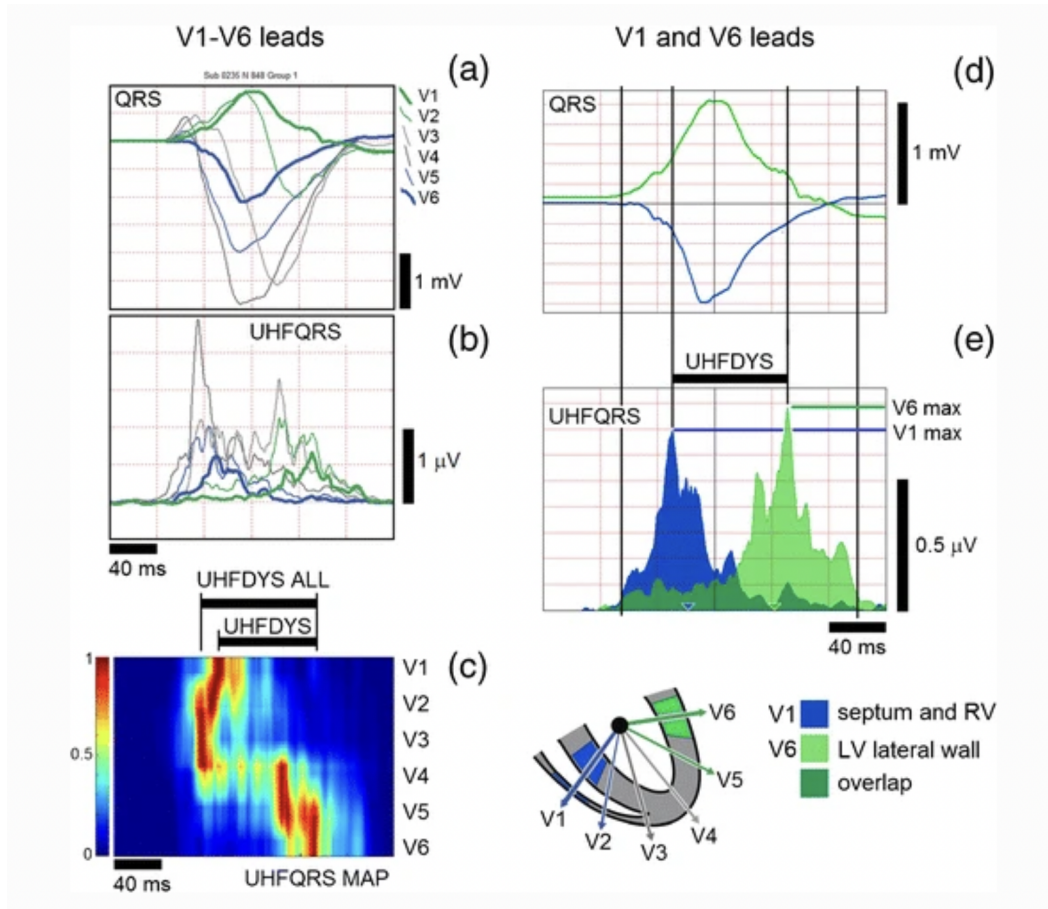 V1-V6 leads
V1 and V6 leads
(a)
Sub 0235 N 848 Group 1
QRS
V1
V2
V3
V4
V5
V6
1 mV
UHFQRS
(b)
1 µV
40 ms
UHFDYS ALL
UHFDYS
(c)
1
0.5
0
V1
V2
V3
V4
V5
V6
40 ms
UHFQRS MAP
(d)
QRS
1 mV
(e)
UHFDYS
UHFQRS
V6 max
V1 max
0.5 µV
40 ms
V6
V5
V4
V3
V2
V1
V1 septum and RV
V6 LV lateral wall
overlap